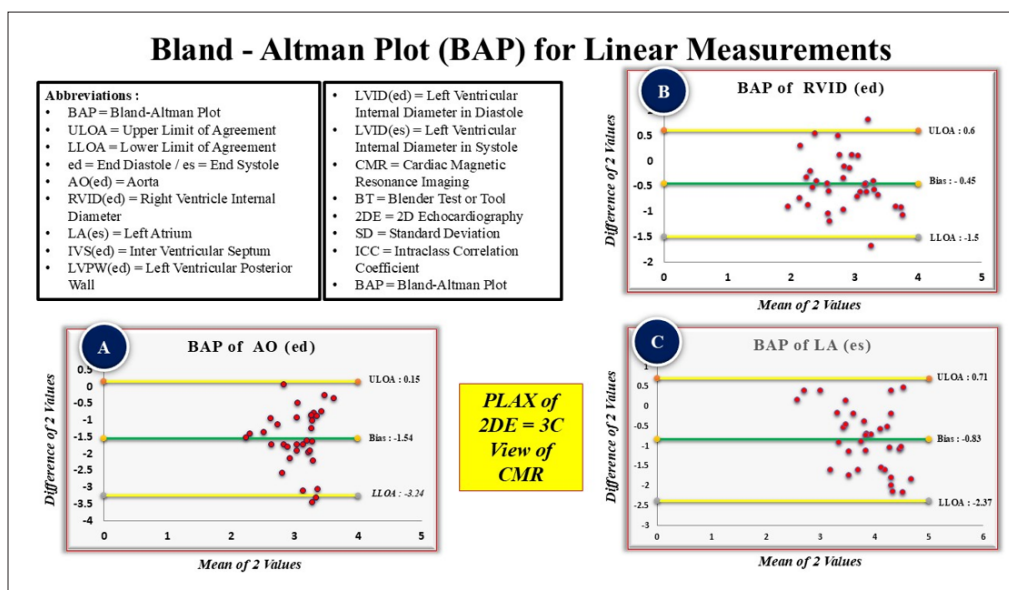 Bland - Altman Plot (BAP) for Linear Measurements
Abbreviations :
• BAP = Bland-Altman Plot
• ULOA = Upper Limit of Agreement
• LLOA = Lower Limit of Agreement
• ed = End Diastole / es = End Systole
• AO(ed) = Aorta
• RVID(ed) = Right Ventricle Internal
Diameter
• LA(es) = Left Atrium
• IVS(ed) = Inter Ventricular Septum
• LVPW(ed) = Left Ventricular Posterior
Wall
• LVID(ed) = Left Ventricular
Internal Diameter in Diastole
• LVID(es) = Left Ventricular
Internal Diameter in Systole
• CMR = Cardiac Magnetic
Resonance Imaging
• BT = Blender Test or Tool
• 2DE = 2D Echocardiography
• SD = Standard Deviation
• ICC = Intraclass Correlation
Coefficient
• BAP = Bland-Altman Plot
B
BAP of RVID (ed)
Difference of 2 Values
1
0.5
0
-0.5
-1
-1.5
-2
ULOA : 0.6
Bias : - 0.45
LLOA : -1.5
0 1 2 3 4 5
Mean of 2 Values
A
BAP of AO (ed)
Difference of 2 Values
0.5
0
-0.5
-1
-1.5
-2
-2.5
-3
-3.5
-4
ULOA : 0.15
Bias : -1.54
LLOA : -3.24
0 1 2 3 4 5
Mean of 2 Values
PLAX of
2DE = 3C
View of
CMR
C
BAP of LA (es)
Difference of 2 Values
1
0.5
0
-0.5
-1
-1.5
-2
-2.5
-3
ULOA : 0.71
Bias : -0.83
LLOA : -2.37
0 1 2 3 4 5 6
Mean of 2 Values